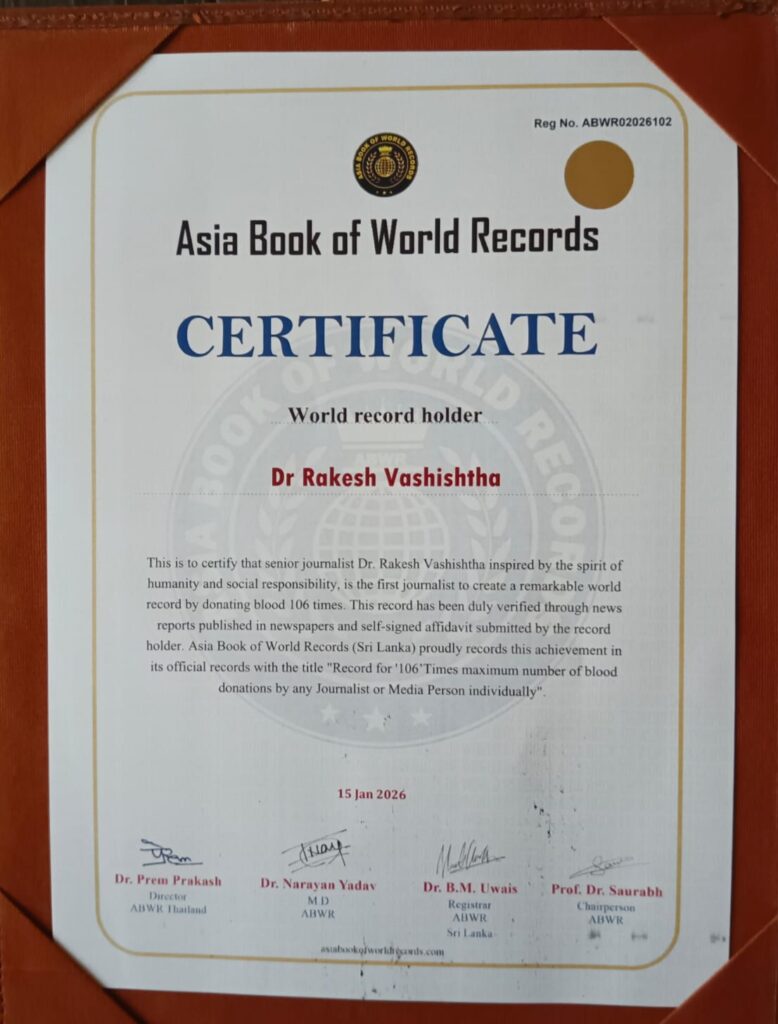 Reg No. ABWR02026102
ASIA BOOK OF WORLD RECORDS
Asia Book of World Records
CERTIFICATE
World record holder
Dr Rakesh Vashishtha
This is to certify that senior journalist Dr. Rakesh Vashishtha inspired by the spirit of
humanity and social responsibility, is the first journalist to create a remarkable world
record by donating blood 106 times. This record has been duly verified through news
reports published in newspapers and self-signed affidavit submitted by the record
holder. Asia Book of World Records (Sri Lanka) proudly records this achievement in
its official records with the title "Record for '106'Times maximum number of blood
donations by any Journalist or Media Person individually".
15 Jan 2026
Dr. Prem Prakash
Director
ABWR Thailand
Dr. Narayan Yadav
M D
ABWR
Dr. B.M. Uwais
Registrar
ABWR
Sri Lanka
Prof. Dr. Saurabh
Chairperson
ABWR
asiabookofworldrecords.com